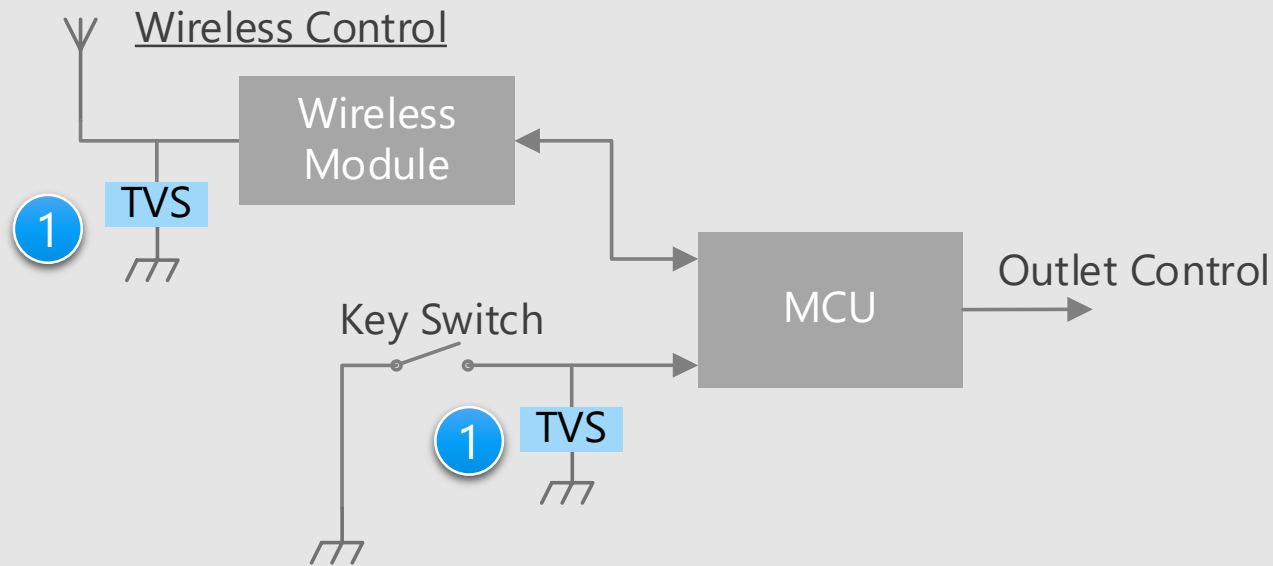 Wireless Control
Wireless
Module
TVS
1
Outlet Control
MCU
Key Switch
TVS
1